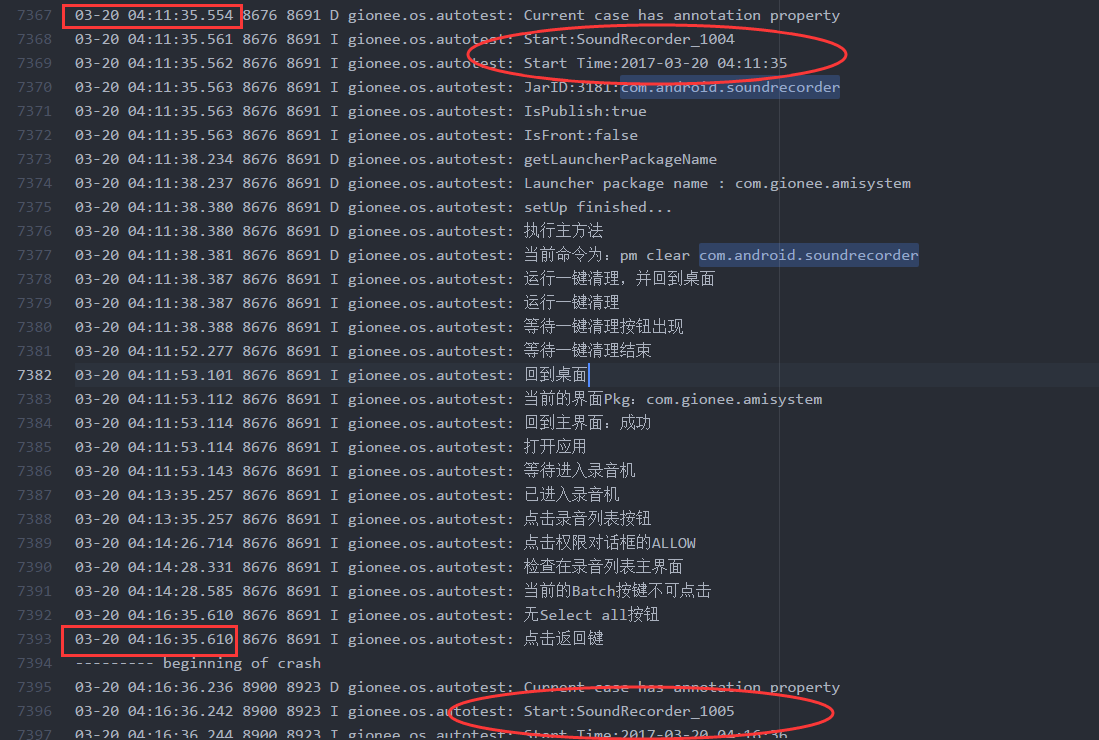 7367 03-20 04:11:35.554 8676 8691 D gionee.os.autotest: Current case has annotation property
7368 03-20 04:11:35.561 8676 8691 I gionee.os.autotest: Start:SoundRecorder_1004
7369 03-20 04:11:35.562 8676 8691 I gionee.os.autotest: Start Time:2017-03-20 04:11:35
7370 03-20 04:11:35.563 8676 8691 I gionee.os.autotest: JarID:3181:com.android.soundrecorder
7371 03-20 04:11:35.563 8676 8691 I gionee.os.autotest: IsPublish:true
7372 03-20 04:11:35.563 8676 8691 I gionee.os.autotest: IsFront:false
7373 03-20 04:11:38.234 8676 8691 D gionee.os.autotest: getLauncherPackageName
7374 03-20 04:11:38.237 8676 8691 D gionee.os.autotest: Launcher package name : com.gionee.amisystem
7375 03-20 04:11:38.380 8676 8691 D gionee.os.autotest: setUp finished...
7376 03-20 04:11:38.380 8676 8691 D gionee.os.autotest: 执行主方法
7377 03-20 04:11:38.381 8676 8691 D gionee.os.autotest: 当前命令为：pm clear com.android.soundrecorder
7378 03-20 04:11:38.387 8676 8691 I gionee.os.autotest: 运行一键清理，并回到桌面
7379 03-20 04:11:38.387 8676 8691 I gionee.os.autotest: 运行一键清理
7380 03-20 04:11:38.388 8676 8691 I gionee.os.autotest: 等待一键清理按钮出现
7381 03-20 04:11:52.277 8676 8691 I gionee.os.autotest: 等待一键清理结束
7382 03-20 04:11:53.101 8676 8691 I gionee.os.autotest: 回到桌面
7383 03-20 04:11:53.112 8676 8691 I gionee.os.autotest: 当前的界面Pkg：com.gionee.amisystem
7384 03-20 04:11:53.114 8676 8691 I gionee.os.autotest: 回到主界面：成功
7385 03-20 04:11:53.114 8676 8691 I gionee.os.autotest: 打开应用
7386 03-20 04:11:53.143 8676 8691 I gionee.os.autotest: 等待进入录音机
7387 03-20 04:13:35.257 8676 8691 I gionee.os.autotest: 已进入录音机
7388 03-20 04:13:35.257 8676 8691 I gionee.os.autotest: 点击录音列表按钮
7389 03-20 04:14:26.714 8676 8691 I gionee.os.autotest: 点击权限对话框的ALLOW
7390 03-20 04:14:28.331 8676 8691 I gionee.os.autotest: 检查在录音列表主界面
7391 03-20 04:14:28.585 8676 8691 I gionee.os.autotest: 当前的Batch按键不可点击
7392 03-20 04:16:35.610 8676 8691 I gionee.os.autotest: 无Select all按钮
7393 03-20 04:16:35.610 8676 8691 I gionee.os.autotest: 点击返回键
7394 --------- beginning of crash
7395 03-20 04:16:36.236 8900 8923 D gionee.os.autotest: Current case has annotation property
7396 03-20 04:16:36.242 8900 8923 I gionee.os.autotest: Start:SoundRecorder_1005
7397 03-20 04:16:36.244 8900 8923 I gionee.os.autotest: Start Time:2017-03-20 04:16:36